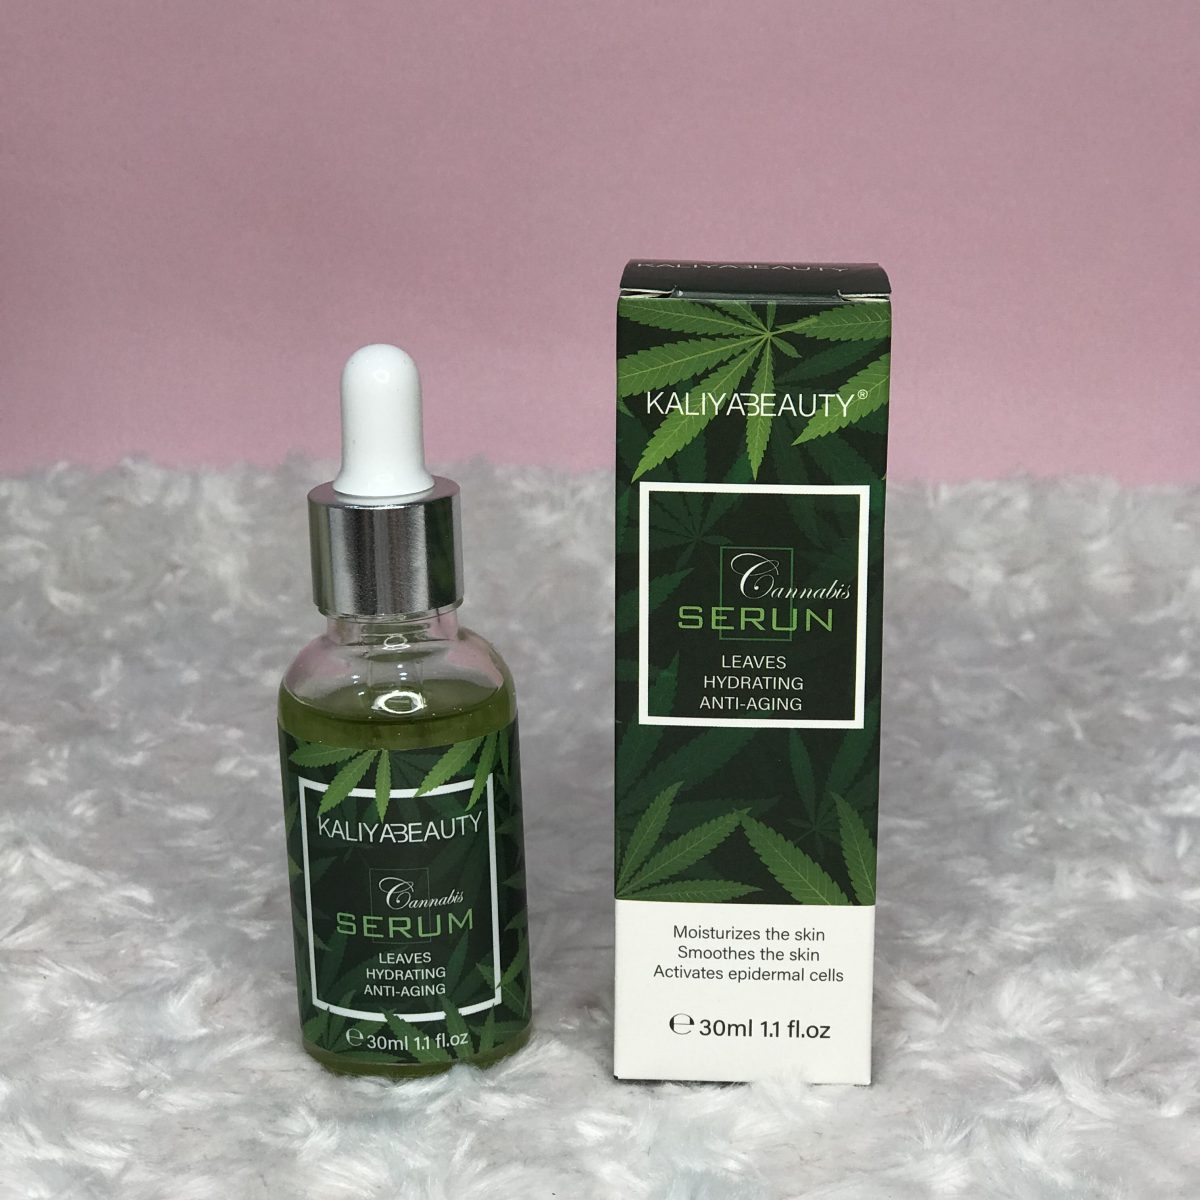 KALIYABEAUTY
Cannabis
SERUM
LEAVES
HYDRATING
ANTI-AGING
℮ 30ml 1.1 fl.oz
KALIYABEAUTY
KALIYABEAUTY®
Cannabis
SERUN
LEAVES
HYDRATING
ANTI-AGING
Moisturizes the skin
Smoothes the skin
Activates epidermal cells
℮ 30ml 1.1 fl.oz